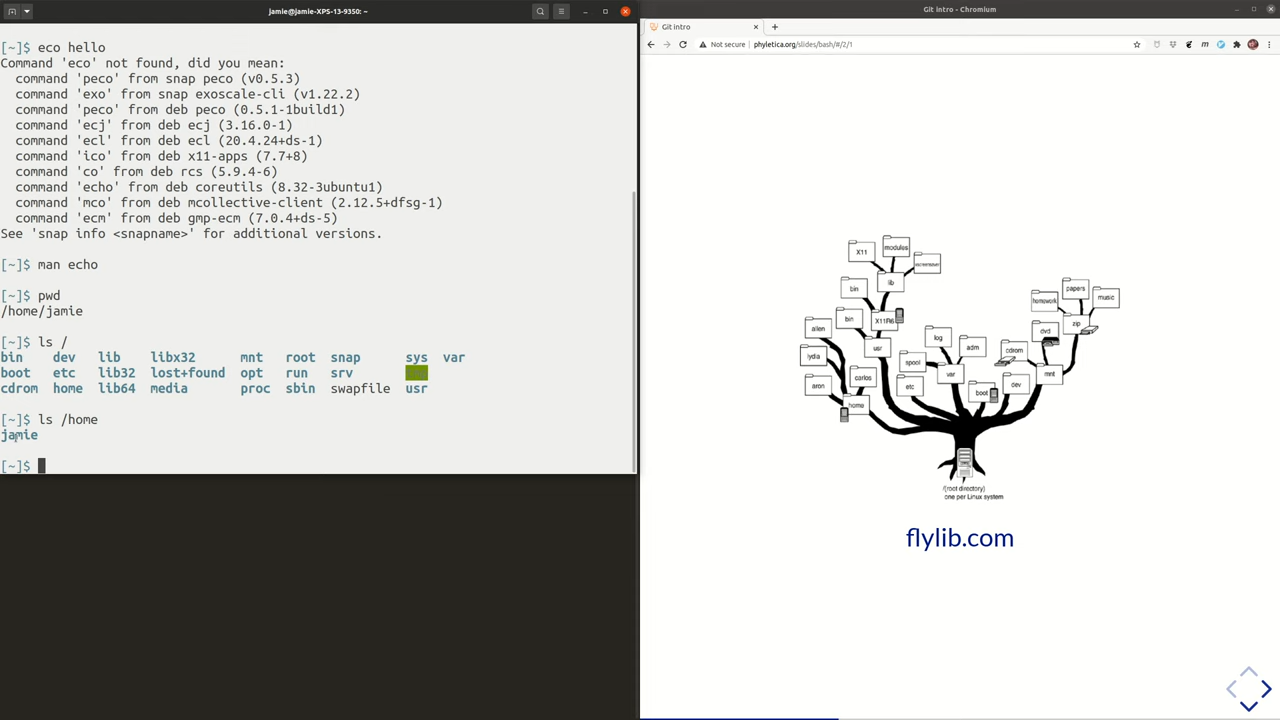 jamie@jamie-XPS-13-9350: ~
[~]$ eco hello
Command 'eco' not found, did you mean:
command 'peco' from snap peco (v0.5.3)
command 'exo' from snap exoscale-cli (v1.22.2)
command 'peco' from deb peco (0.5.1-1build1)
command 'ecj' from deb ecj (3.16.0-1)
command 'ecl' from deb ecl (20.4.24+ds-1)
command 'ico' from deb x11-apps (7.7+8)
command 'co' from deb rcs (5.9.4-6)
command 'echo' from deb coreutils (8.32-3ubuntu1)
command 'mco' from deb mcollective-client (2.12.5+dfsg-1)
command 'ecm' from deb gmp-ecm (7.0.4+ds-5)
See 'snap info <snapname>' for additional versions.
[~]$ man echo
[~]$ pwd
/home/jamie
[~]$ ls /
bin dev lib libx32 mnt root snap sys var
boot etc lib32 lost+found opt run srv
cdrom home lib64 media proc sbin swapfile usr
[~]$ ls /home
jamie
[~]$
Git intro - Chromium
Git intro
Not secure | phyletica.org/slides/bash/#/2/1
X11
modules
lib
bin
bin
X11R6
allen
usr
lydia
carlos
aron
home
log
adm
spool
var
etc
boot
dev
cdrom
mnt
dvd
zip
homework
papers
music
/(root directory)
one per Linux system
flylib.com